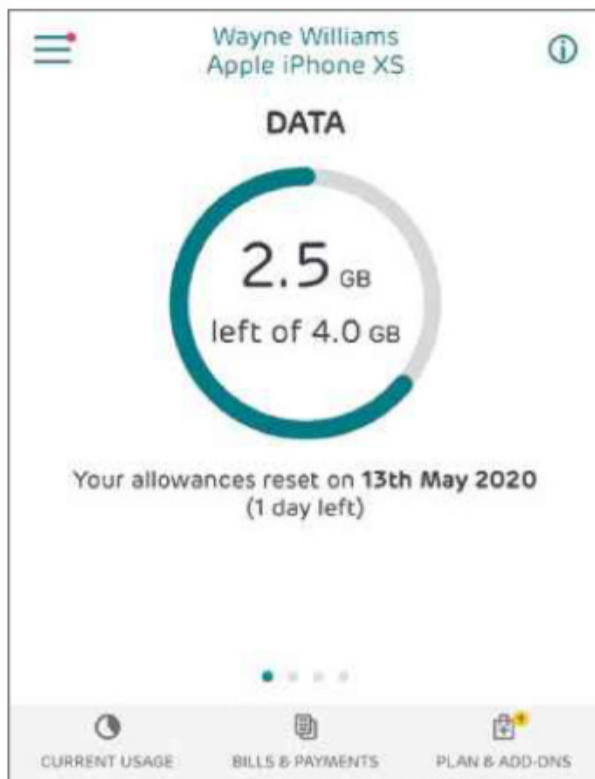 Wayne Williams
Apple iPhone XS
DATA
2.5 GB
left of 4.0 GB
Your allowances reset on 13th May 2020
(1 day left)
CURRENT USAGE
BILLS & PAYMENTS
PLAN & ADD-ONS